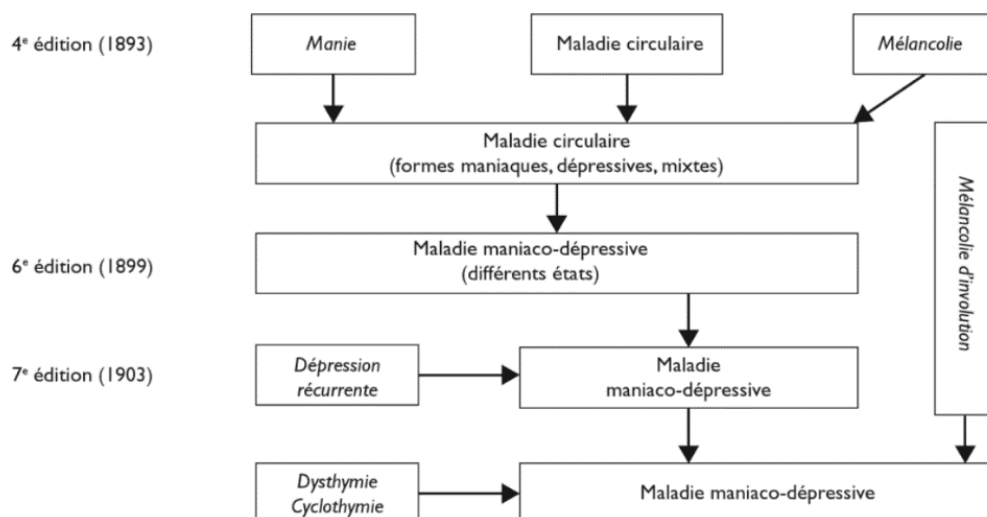 4e édition (1893)
Manie
Maladie circulaire
Mélancolie
Maladie circulaire
(formes maniaques, dépressives, mixtes)
Mélancolie d'involution
6e édition (1899)
Maladie maniaco-dépressive
(différents états)
7e édition (1903)
Dépression
récurrente
Maladie
maniaco-dépressive
Dysthymie
Cyclothymie
Maladie maniaco-dépressive